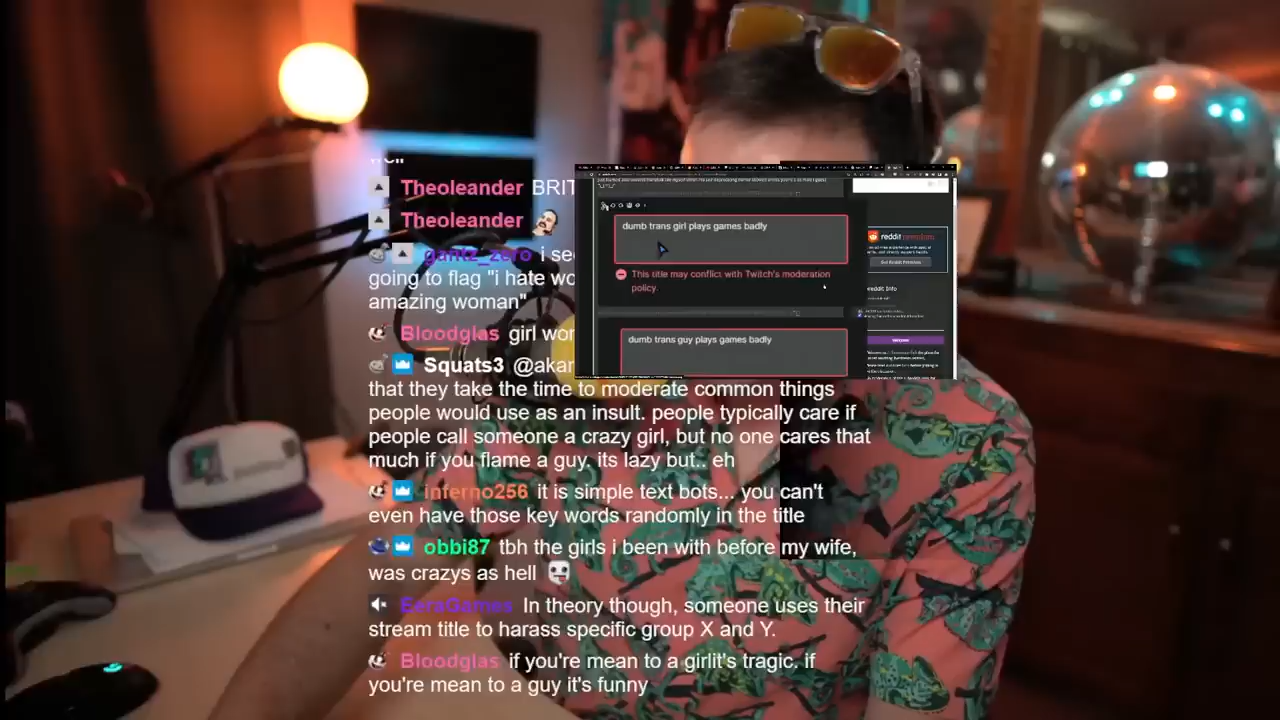 Theoleander BRIT
Theoleander
gantz_zero i see
going to flag "i hate wo
amazing woman"
Bloodglas girl wor
Squats3 @akar
that they take the time to moderate common things
people would use as an insult. people typically care if
people call someone a crazy girl, but no one cares that
much if you flame a guy. its lazy but.. eh
inferno256 it is simple text bots... you can't
even have those key words randomly in the title
obbi87 tbh the girls i been with before my wife,
was crazys as hell
EeraGames In theory though, someone uses their
stream title to harass specific group X and Y.
Bloodglas if you're mean to a girlit's tragic. if
you're mean to a guy it's funny
dumb trans girl plays games badly
This title may conflict with Twitch's moderation
policy.
dumb trans guy plays games badly
reddit premium